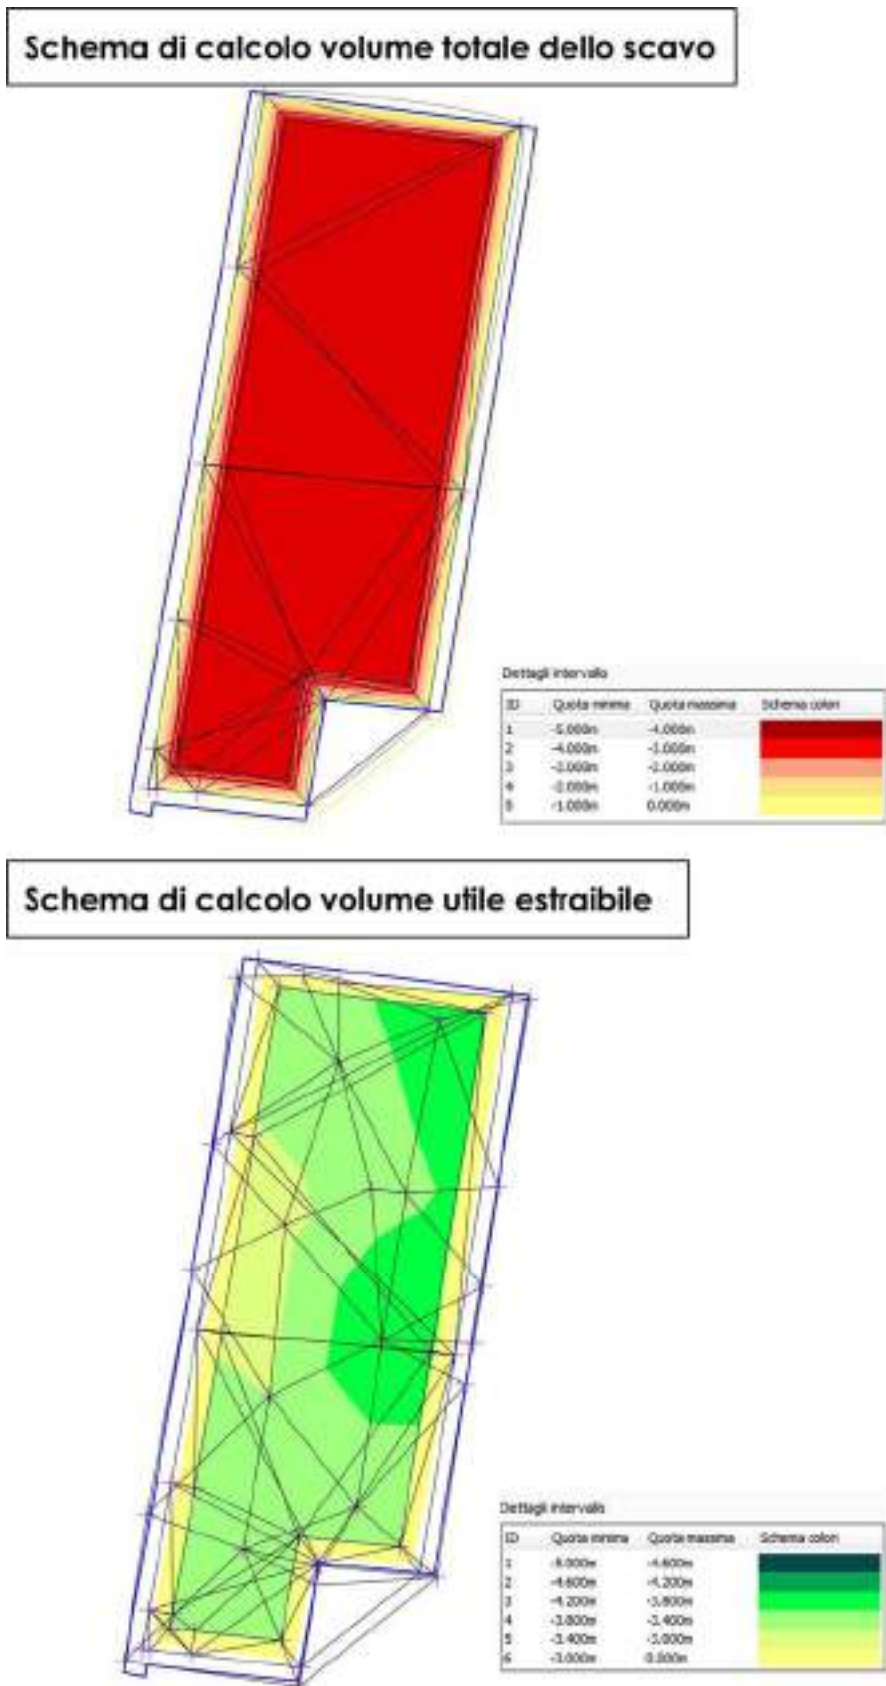 Schema di calcolo volume totale dello scavo
Dettagli intervallo
ID Quota minima Quota massima Schema colori
1 -5.000m -4.000m
2 -4.000m -3.000m
3 -3.000m -2.000m
4 -2.000m -1.000m
5 -1.000m 0.000m
Schema di calcolo volume utile estraibile
Dettagli intervallo
ID Quota minima Quota massima Schema colori
1 -4.600m
2 -4.600m -4.200m
3 -4.200m -3.800m
4 -3.800m -3.400m
5 -3.400m -3.000m
6 -3.000m 0.000m